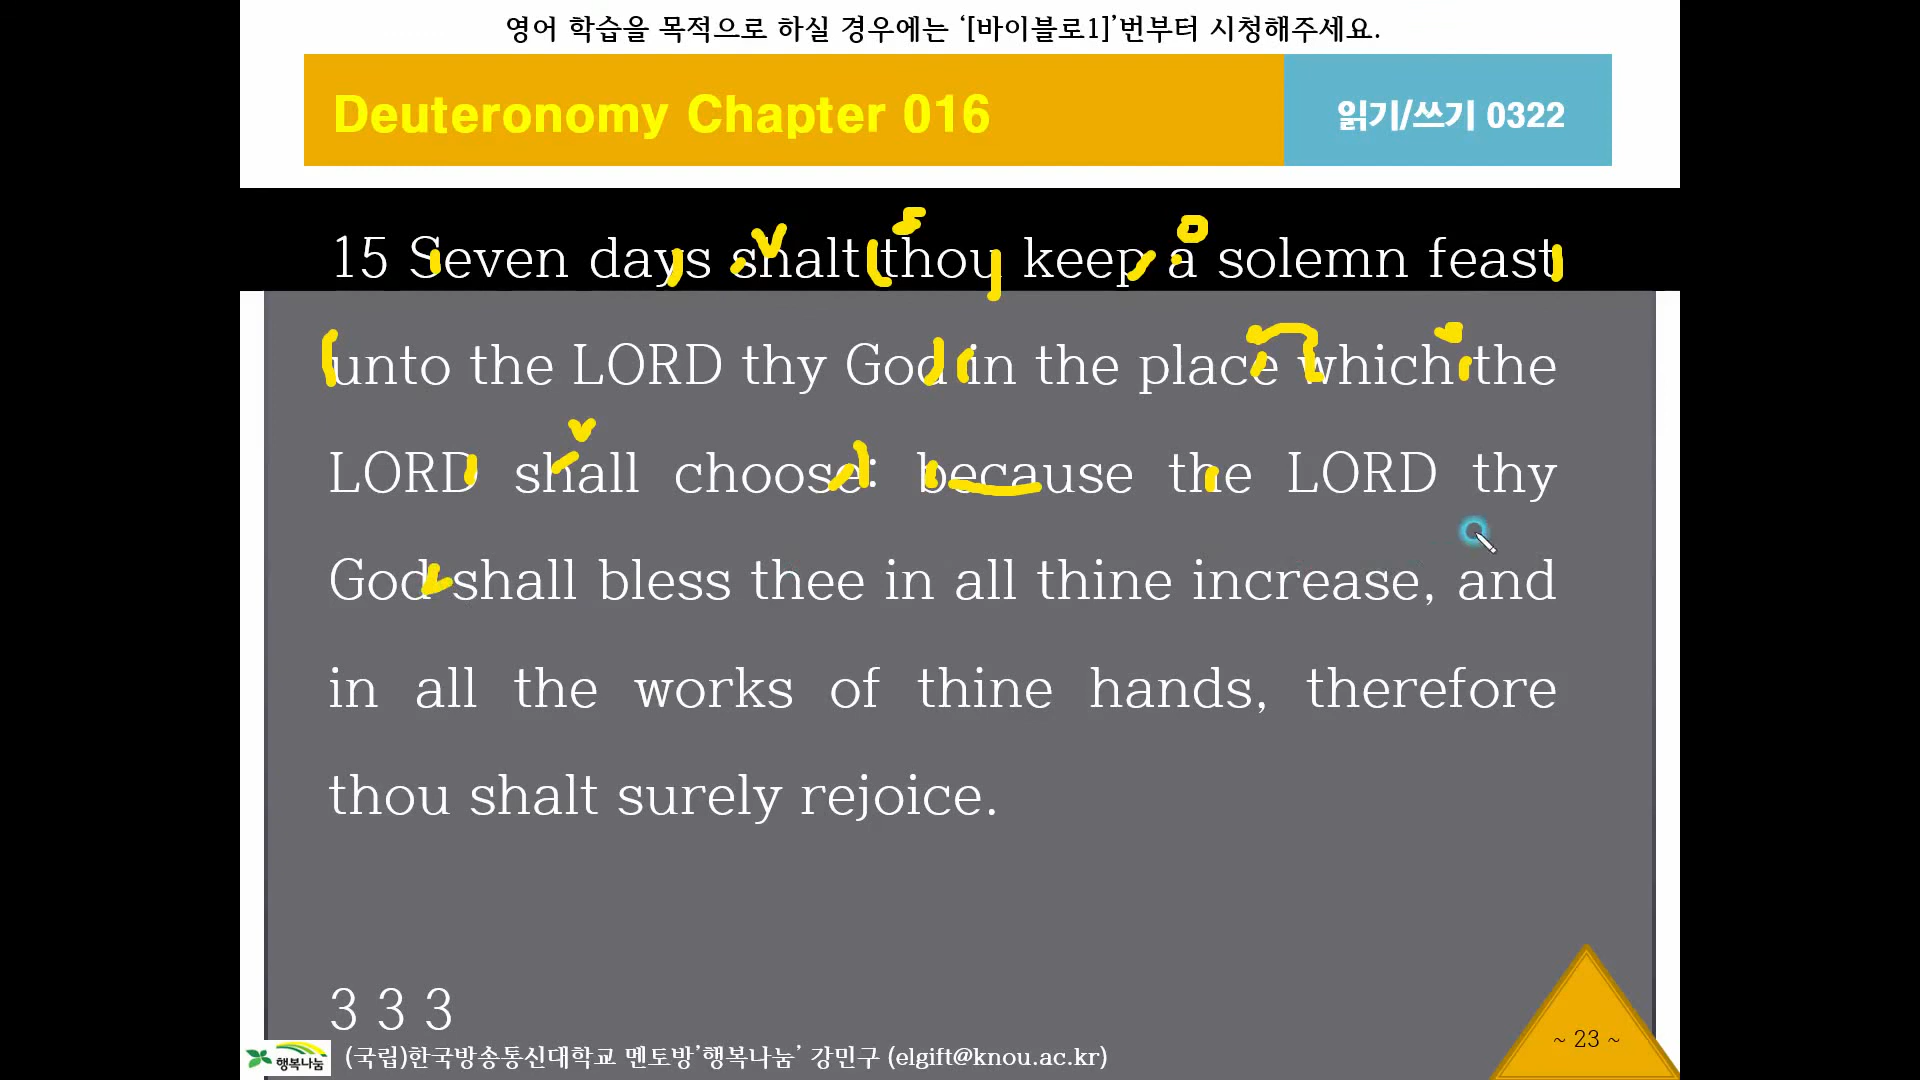 영어 학습을 목적으로 하실 경우에는 ‘[바이블로1]’번부터 시청해주세요.
Deuteronomy Chapter 016
읽기/쓰기 0322
15 Seven days shalt thou keep a solemn feast
unto the LORD thy God in the place which the
LORD shall choose: because the LORD thy
God shall bless thee in all thine increase, and
in all the works of thine hands, therefore
thou shalt surely rejoice.
3 3 3
~ 23 ~
행복나눔
(국립)한국방송통신대학교 멘토방’행복나눔’ 강민구 (elgift@knou.ac.kr)